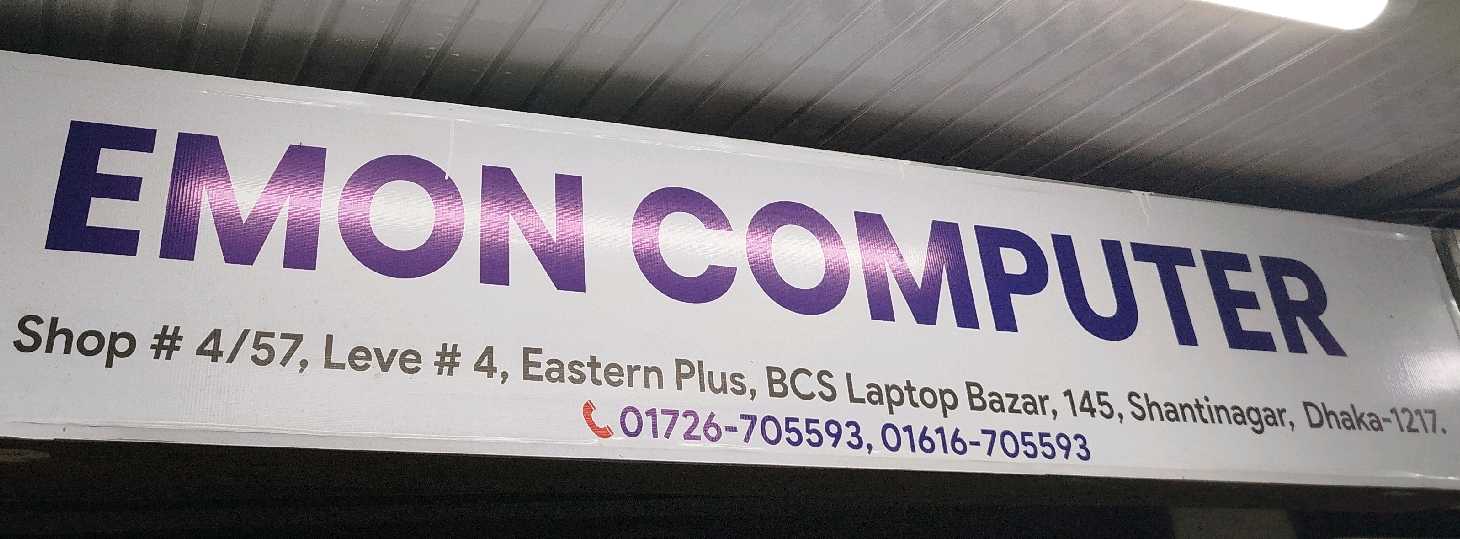 EMON COMPUTER
Shop # 4/57, Leve # 4, Eastern Plus, BCS Laptop Bazar, 145, Shantinagar, Dhaka-1217.
01726-705593, 01616-705593